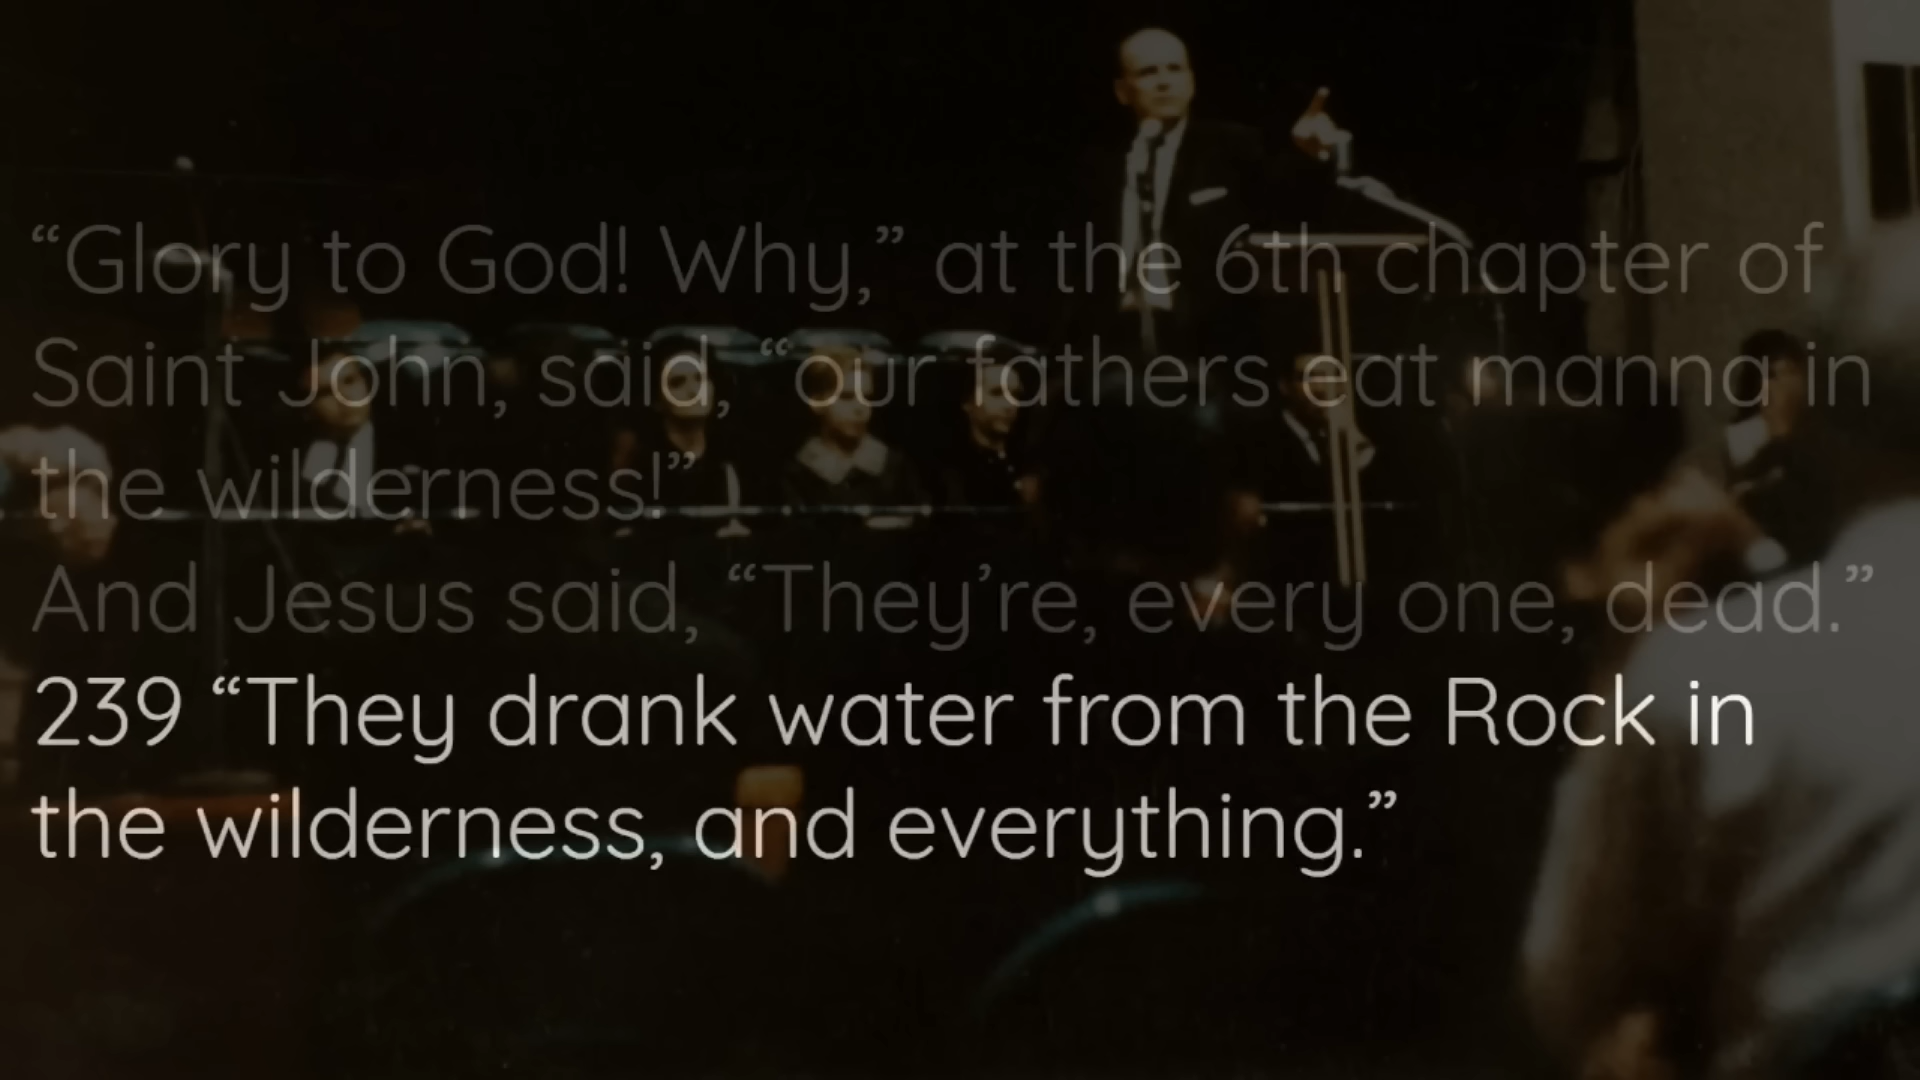 “Glory to God! Why,” at the 6th chapter of
Saint John, said, “our fathers eat manna in
the wilderness!”
And Jesus said, “They’re, every one, dead.”
239 “They drank water from the Rock in
the wilderness, and everything.”